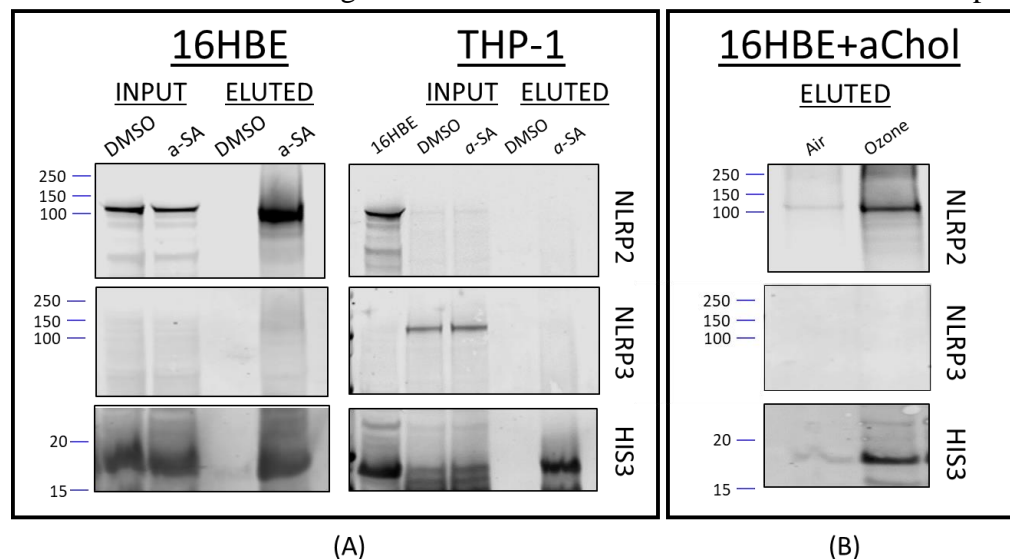 16HBE THP-1 16HBE+aChol
INPUT ELUTED INPUT ELUTED ELUTED
DMSO a-SA DMSO a-SA 16HBE DMSO α-SA DMSO α-SA Air Ozone
250
150
100
NLRP2
250
150
100
NLRP2
250
150
100
NLRP3
250
150
100
NLRP3
20
15
HIS3
20
15
HIS3
(A) (B)